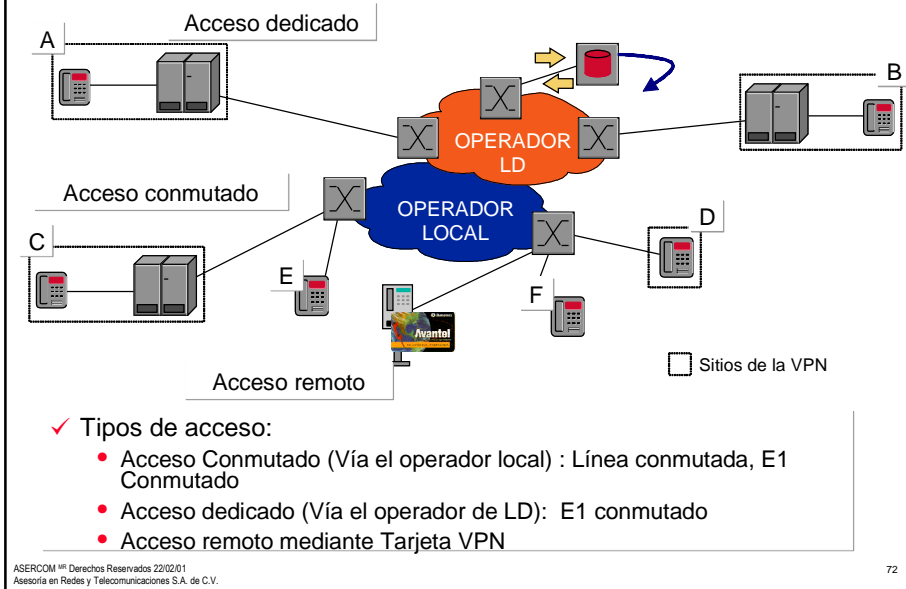 Acceso dedicado
A
B
OPERADOR
LD
Acceso conmutado
OPERADOR
LOCAL
C
D
E
F
Avantel
Acceso remoto
Sitios de la VPN
Tipos de acceso:
Acceso Conmutado (Vía el operador local) : Línea conmutada, E1
Conmutado
Acceso dedicado (Vía el operador de LD): E1 conmutado
Acceso remoto mediante Tarjeta VPN
ASERCOM MR Derechos Reservados 22/02/01
Asesoría en Redes y Telecomunicaciones S.A. de C.V.
72